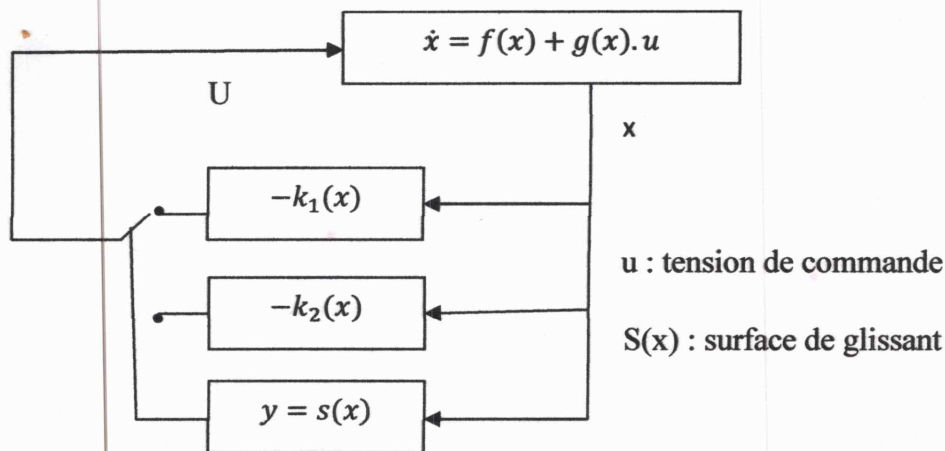 ẋ = f(x) + g(x). u
U
x
−k₁(x)
u : tension de commande
−k₂(x)
S(x) : surface de glissant
y = s(x)